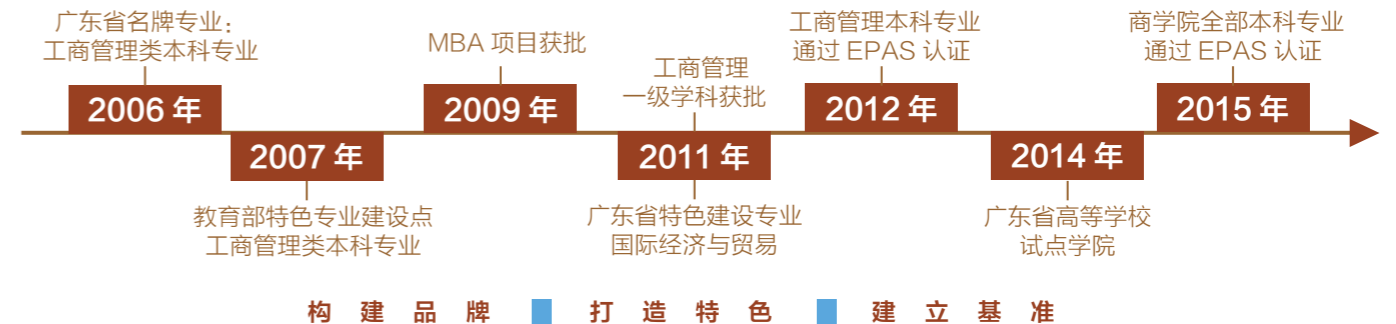 广东省名牌专业：
工商管理类本科专业
2006 年
2007 年
教育部特色专业建设点
工商管理类本科专业
MBA 项目获批
2009 年
工商管理
一级学科获批
2011 年
广东省特色建设专业
国际经济与贸易
工商管理本科专业
通过 EPAS 认证
2012 年
2014 年
广东省高等学校
试点学院
商学院全部本科专业
通过 EPAS 认证
2015 年
构建品牌 打造特色 建立基准